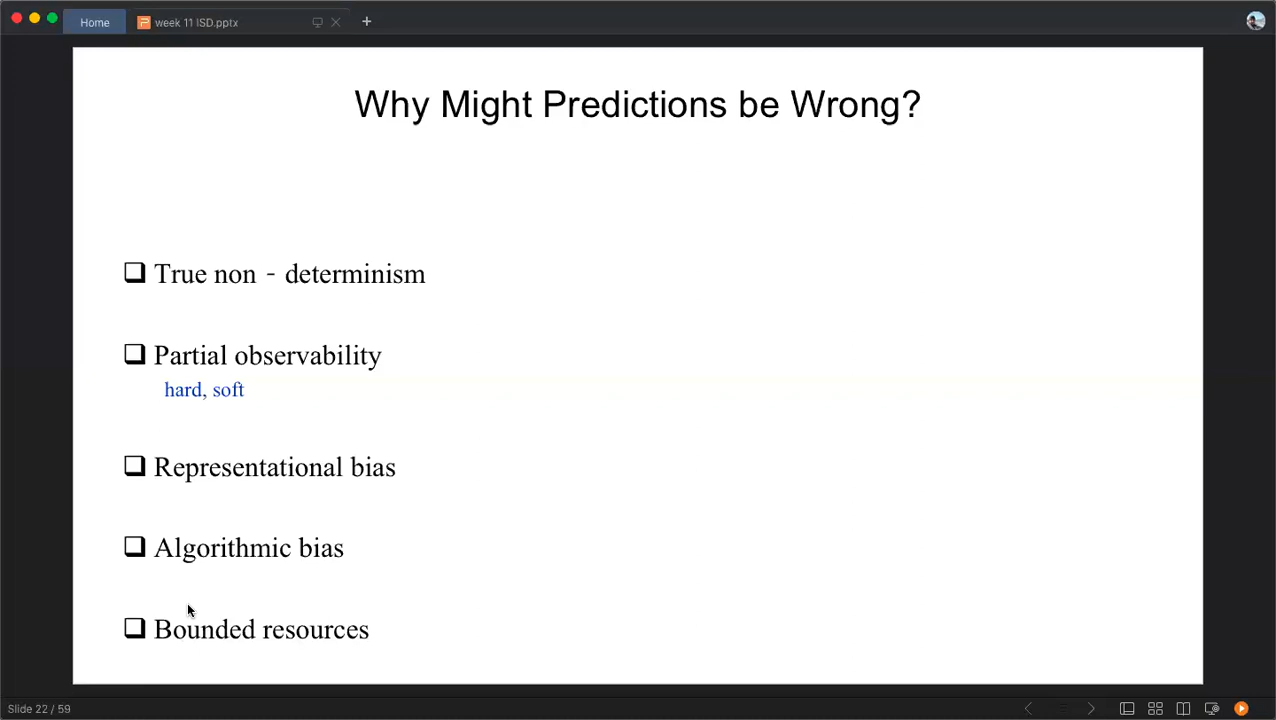 Home
week 11 ISD.pptx
Why Might Predictions be Wrong?
True non - determinism
Partial observability
hard, soft
Representational bias
Algorithmic bias
Bounded resources
Slide 22 / 59